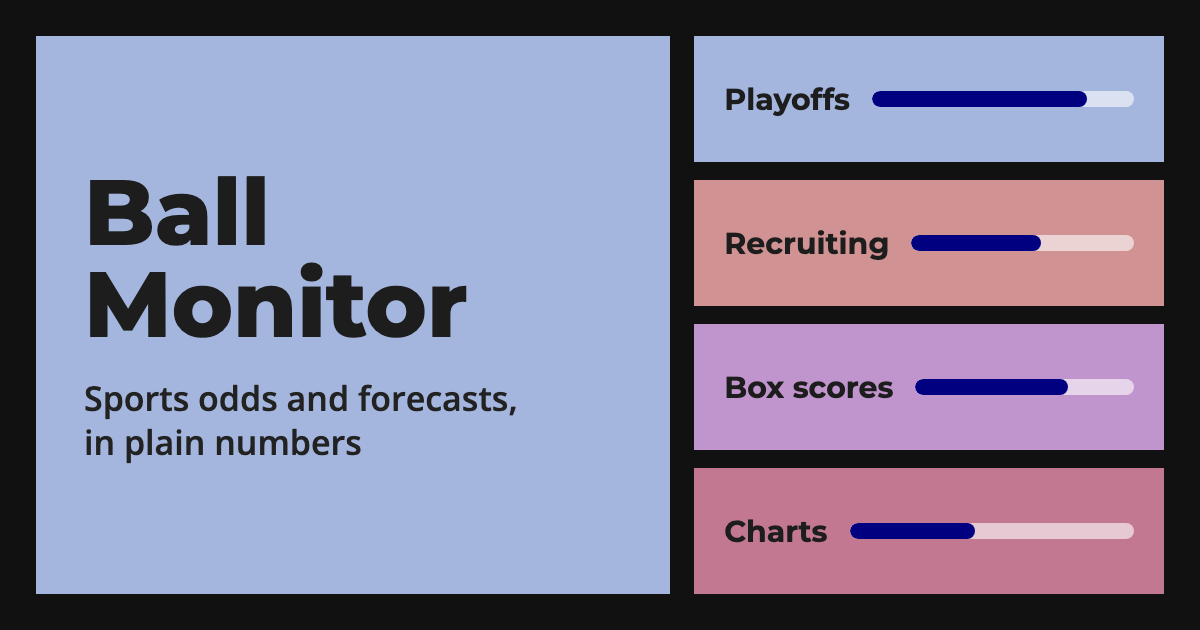 Ball
Monitor
Sports odds and forecasts,
in plain numbers
Playoffs
Recruiting
Box scores
Charts